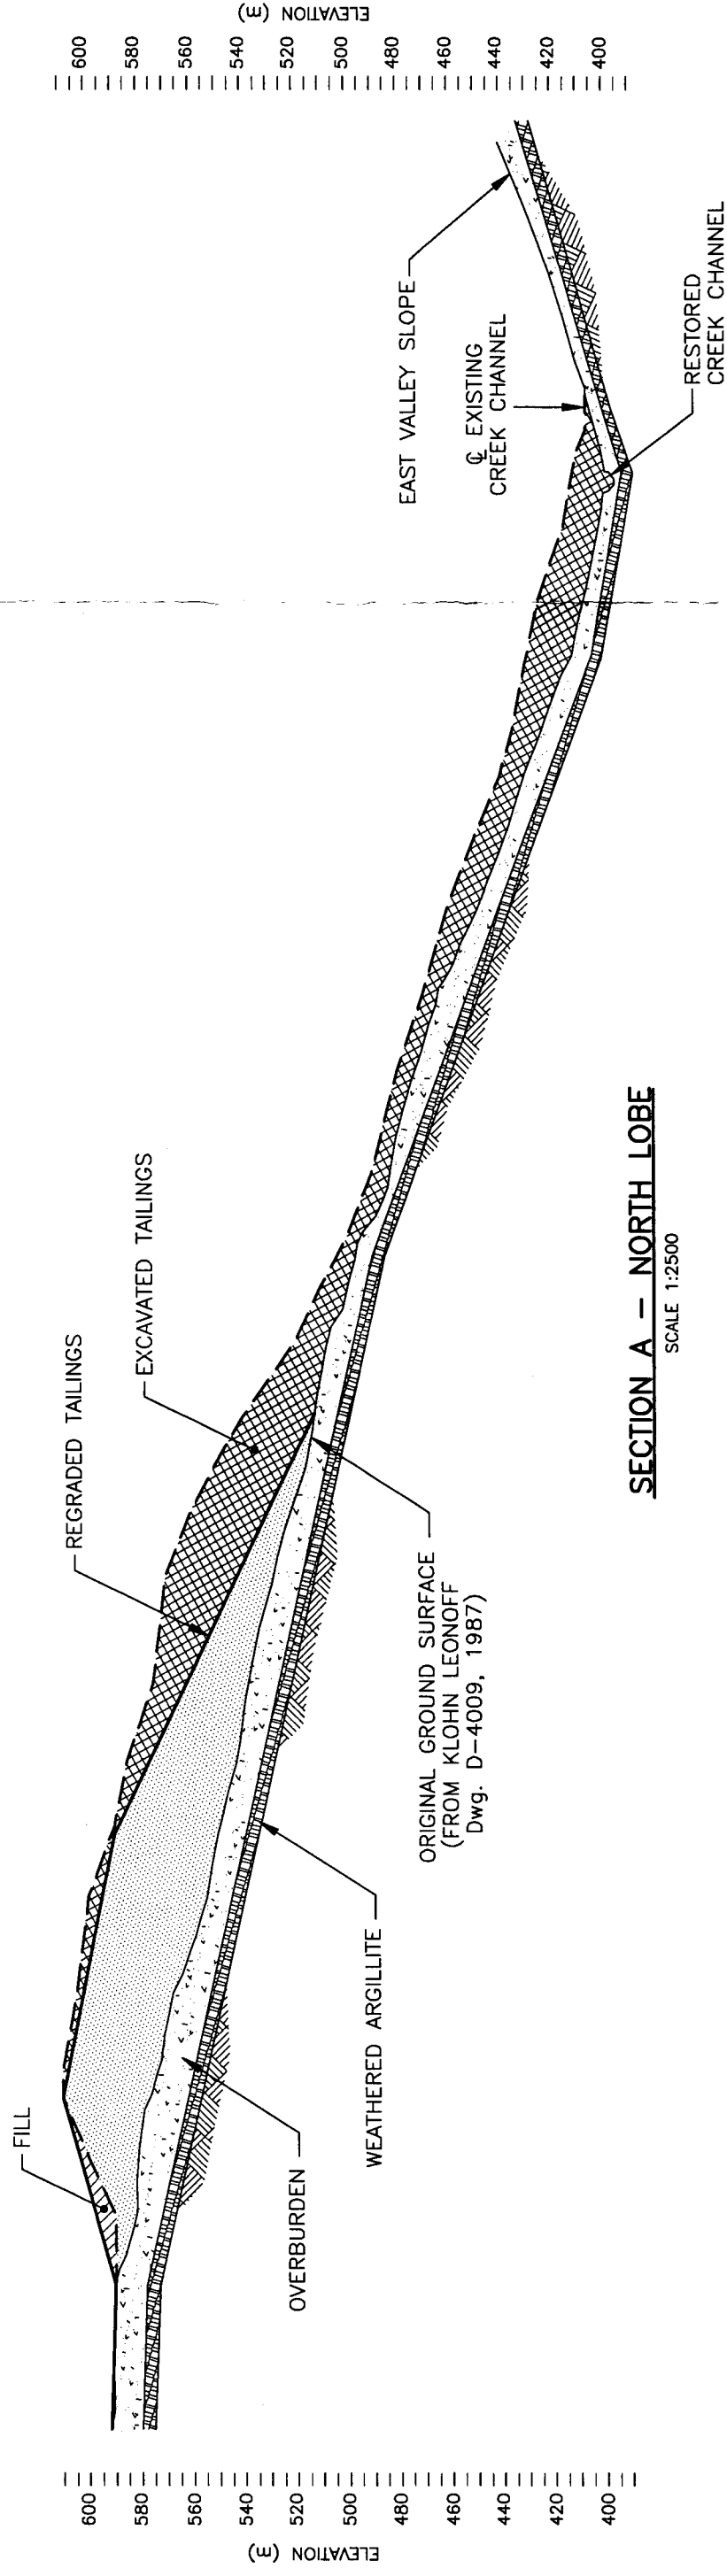 ELEVATION (m)
600
580
560
540
520
500
480
460
440
420
400
FILL
REGRADED TAILINGS
EXCAVATED TAILINGS
EAST VALLEY SLOPE
℄ EXISTING
CREEK CHANNEL
RESTORED
CREEK CHANNEL
OVERBURDEN
WEATHERED ARGILLITE
ORIGINAL GROUND SURFACE
(FROM KLOHN LEONOFF
Dwg. D-4009, 1987)
ELEVATION (m)
600
580
560
540
520
500
480
460
440
420
400
SECTION A - NORTH LOBE
SCALE 1:2500